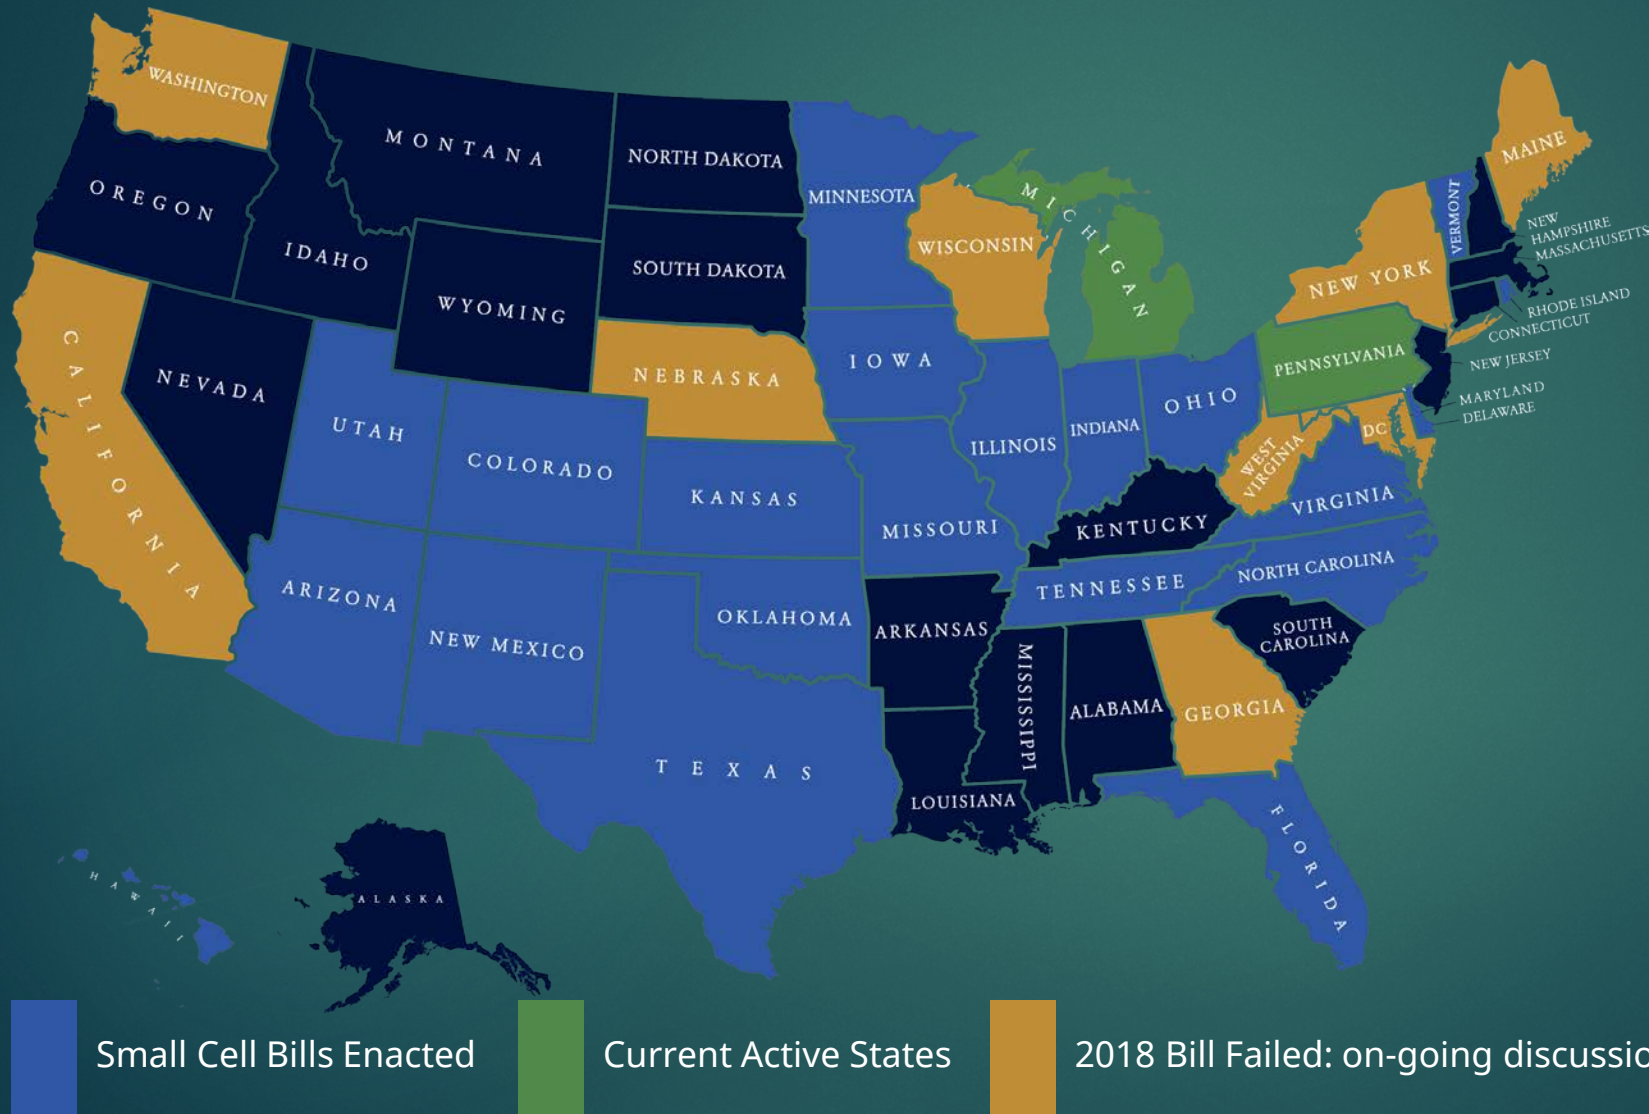 WASHINGTON
MONTANA
NORTH DAKOTA
MINNESOTA
MICHIGAN
MAINE
OREGON
IDAHO
WYOMING
SOUTH DAKOTA
WISCONSIN
NEW YORK
VERMONT
NEW
HAMPSHIRE
MASSACHUSETTS
RHODE ISLAND
CONNECTICUT
NEW JERSEY
MARYLAND
DELAWARE
CALIFORNIA
NEVADA
UTAH
COLORADO
NEBRASKA
IOWA
ILLINOIS
INDIANA
OHIO
PENNSYLVANIA
DC
WEST
VIRGINIA
VIRGINIA
KANSAS
MISSOURI
KENTUCKY
ARIZONA
NEW MEXICO
OKLAHOMA
ARKANSAS
TENNESSEE
NORTH CAROLINA
SOUTH
CAROLINA
TEXAS
LOUISIANA
MISSISSIPPI
ALABAMA
GEORGIA
FLORIDA
HAWAII
ALASKA
Small Cell Bills Enacted
Current Active States
2018 Bill Failed: on-going discussio